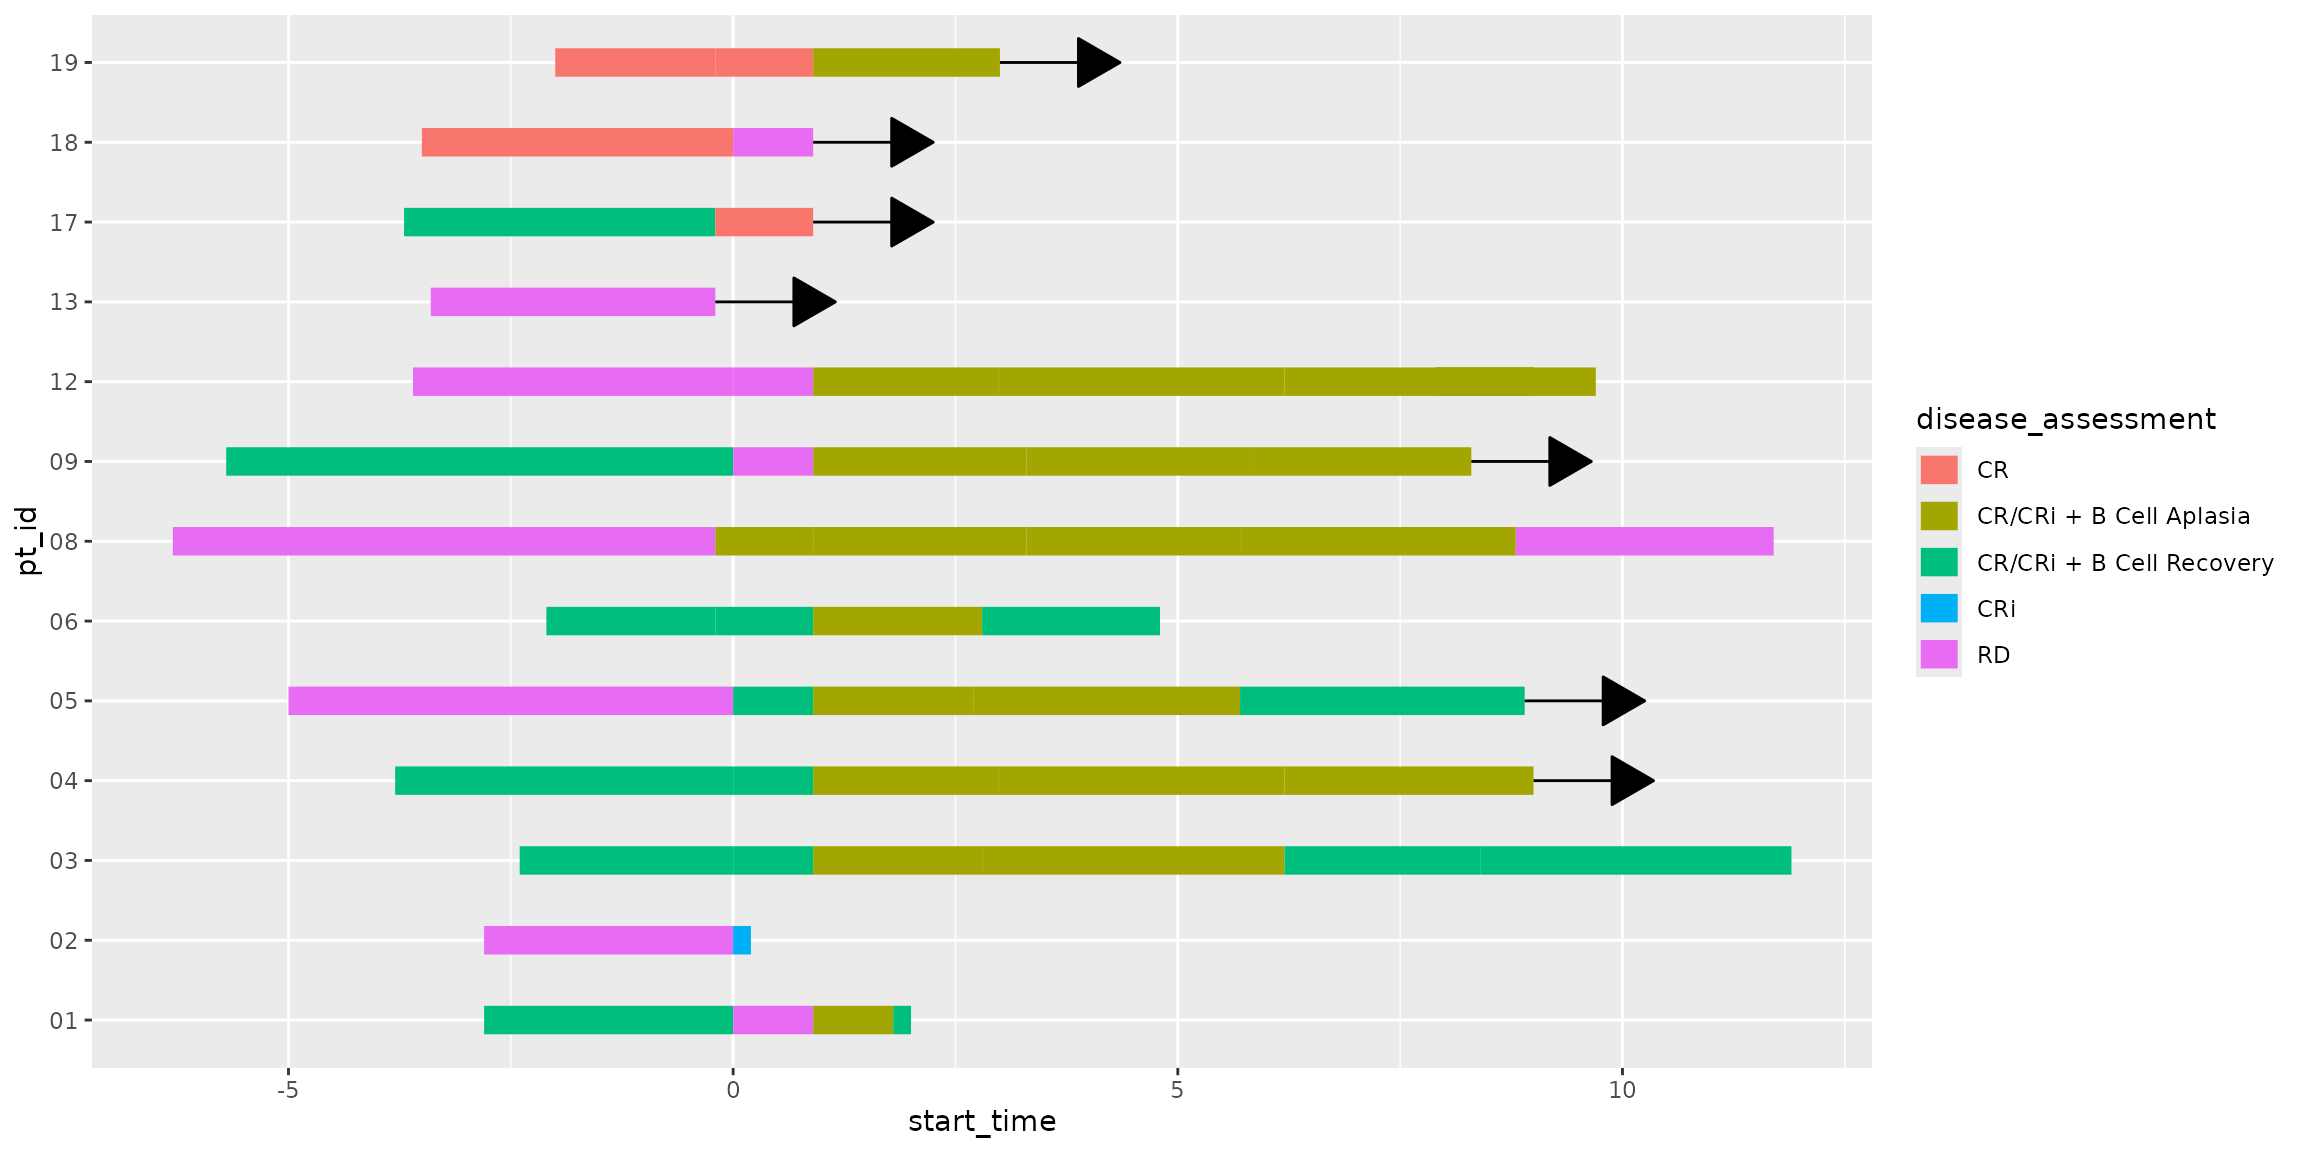 19
18
17
13
12
09
08
06
05
04
03
02
01
pt_id
-5 0 5 10
start_time
disease_assessment
CR
CR/CRi + B Cell Aplasia
CR/CRi + B Cell Recovery
CRi
RD